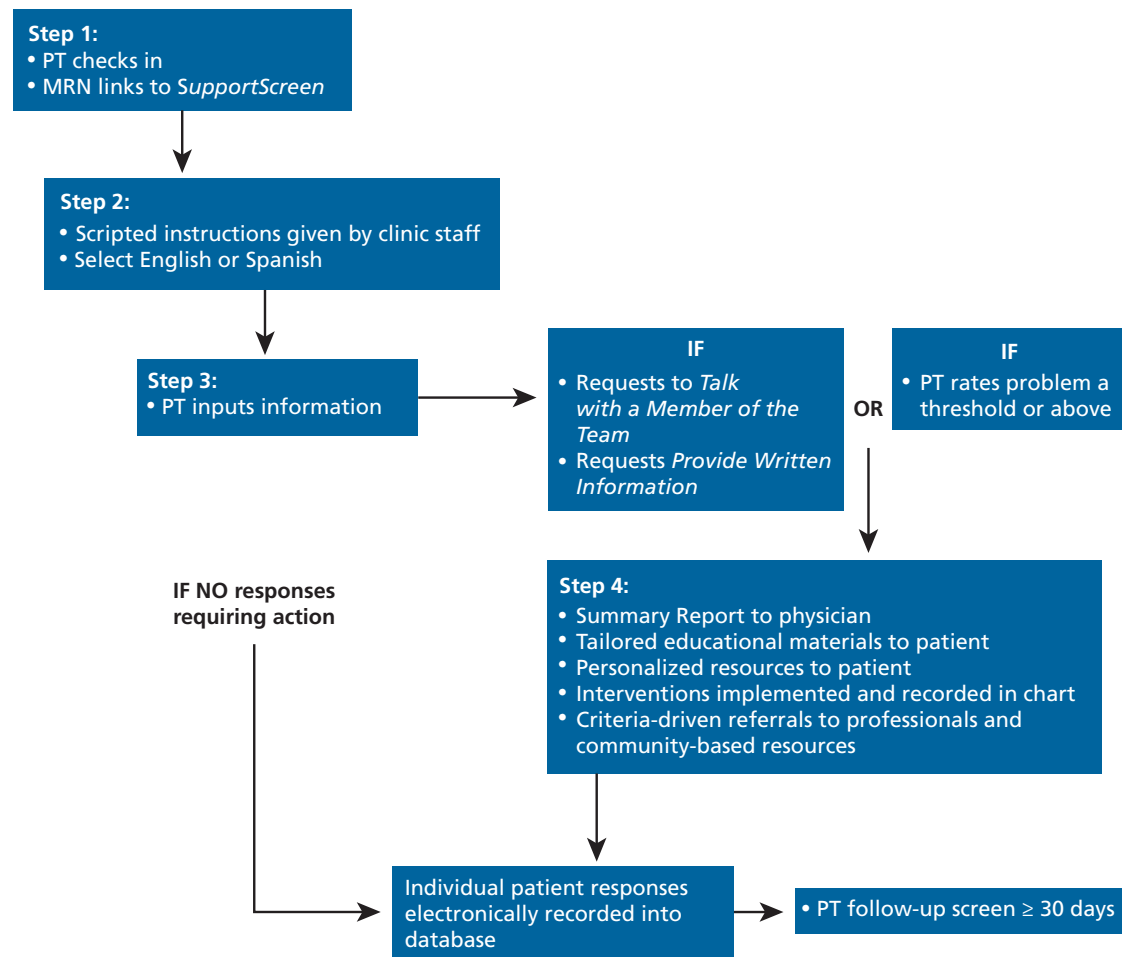 Step 1:
• PT checks in
• MRN links to SupportScreen
Step 2:
• Scripted instructions given by clinic staff
• Select English or Spanish
Step 3:
• PT inputs information
IF
• Requests to Talk
with a Member of the
Team
• Requests Provide Written
Information
OR
IF
• PT rates problem a
threshold or above
IF NO responses
requiring action
Step 4:
• Summary Report to physician
• Tailored educational materials to patient
• Personalized resources to patient
• Interventions implemented and recorded in chart
• Criteria-driven referrals to professionals and
community-based resources
Individual patient responses
electronically recorded into
database
• PT follow-up screen ≥ 30 days